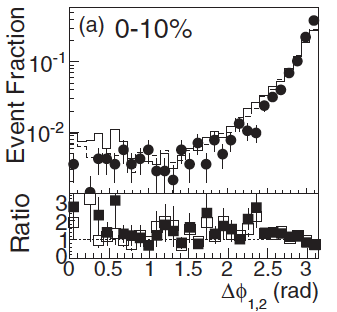 (a) 0-10%
Event Fraction
10⁻¹
10⁻²
Ratio
3
2
1
0
0 0.5 1 1.5 2 2.5 3
Δϕ₁,₂ (rad)